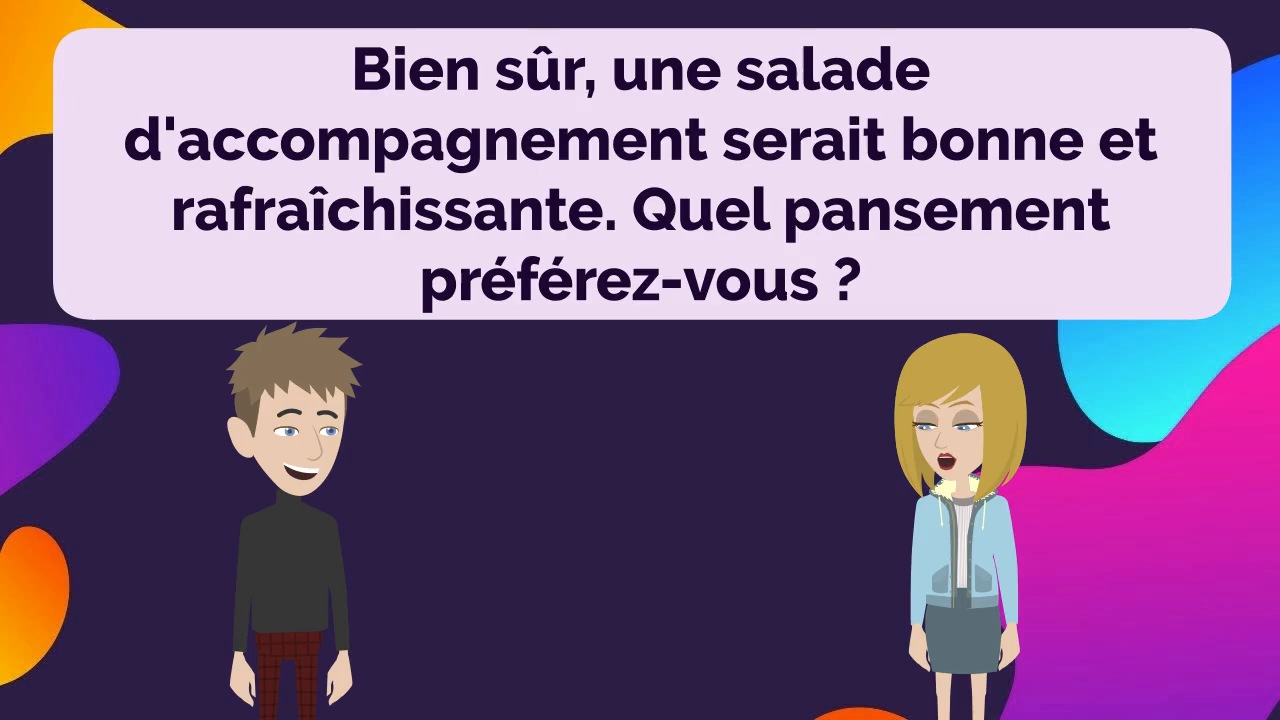 Bien sûr, une salade
d'accompagnement serait bonne et
rafraîchissante. Quel pansement
préférez-vous ?